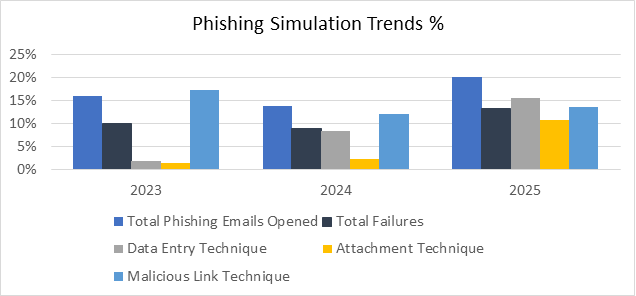 Phishing Simulation Trends %
25%
20%
15%
10%
5%
0%
2023 2024 2025
Total Phishing Emails Opened Total Failures
Data Entry Technique Attachment Technique
Malicious Link Technique